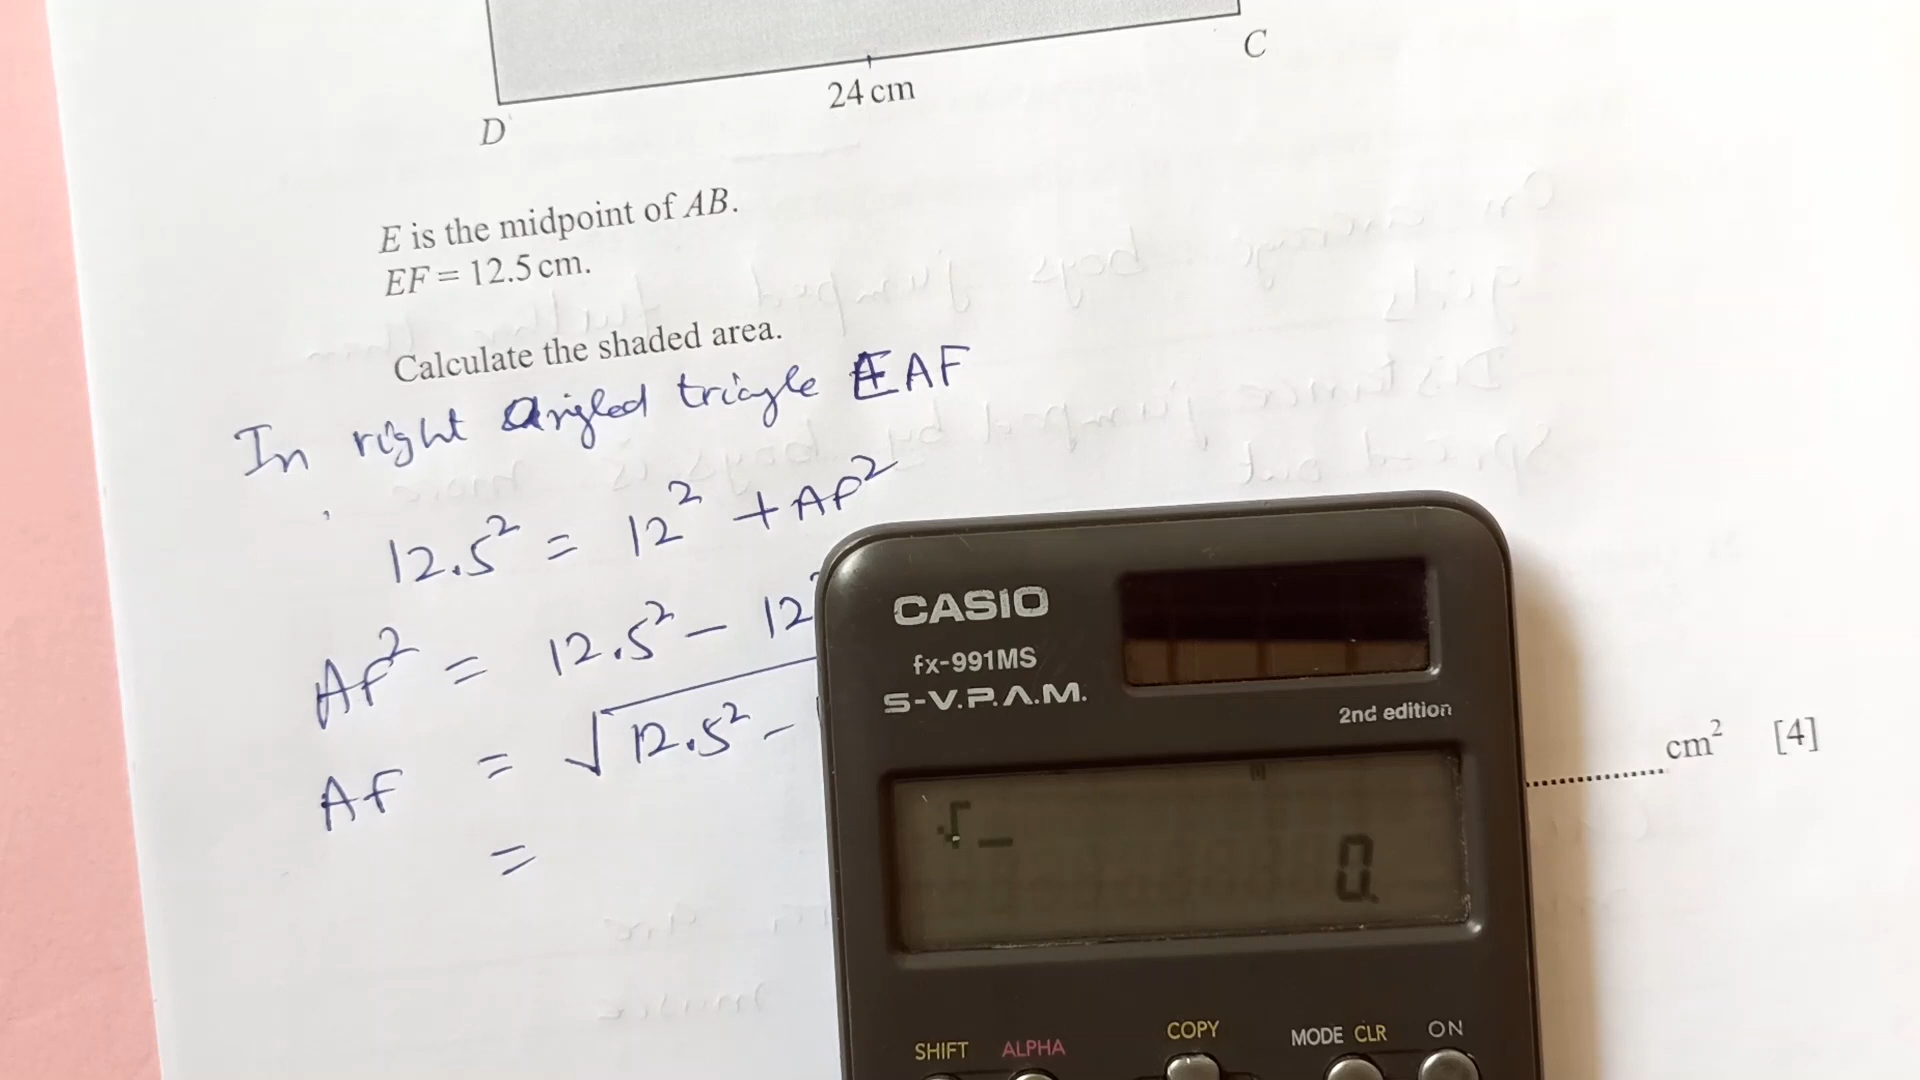 C
24 cm
D
E is the midpoint of AB.
EF = 12.5 cm.
Calculate the shaded area.
In right angled triagle EAF
12.5² = 12² + AF²
AF² = 12.5² − 12
AF = √12.5² −
=
cm² [4]
CASIO
fx-991MS
S-V.P.A.M.
2nd edition
√_
0.
SHIFT ALPHA COPY MODE CLR ON